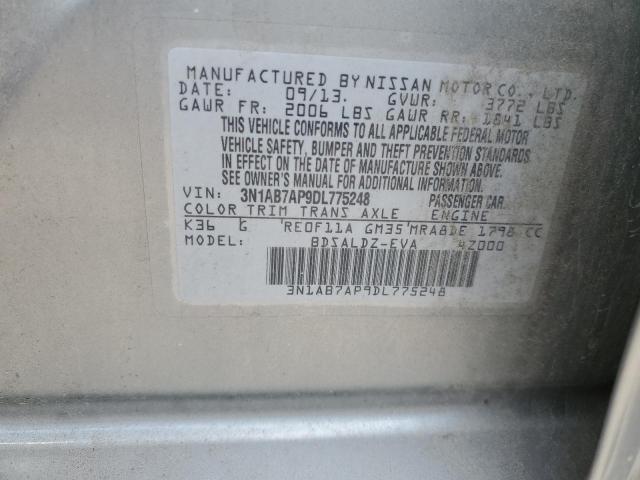 MANUFACTURED BY NISSAN MOTOR CO., LTD.
DATE: 09/13. GVWR: 3772 LBS
GAWR FR: 2006 LBS GAWR RR: 1841 LBS
THIS VEHICLE CONFORMS TO ALL APPLICABLE FEDERAL MOTOR
VEHICLE SAFETY, BUMPER AND THEFT PREVENTION STANDARDS
IN EFFECT ON THE DATE OF MANUFACTURE SHOWN ABOVE.
SEE OWNER'S MANUAL FOR ADDITIONAL INFORMATION.
VIN: 3N1AB7AP9DL775248 PASSENGER CAR.
COLOR TRIM TRANS AXLE ENGINE
K36 G RE0F11A GM35 MRA8DE 1798 CC
MODEL: BDSALDZ-EVA 4Z000
3N1AB7AP9DL775248